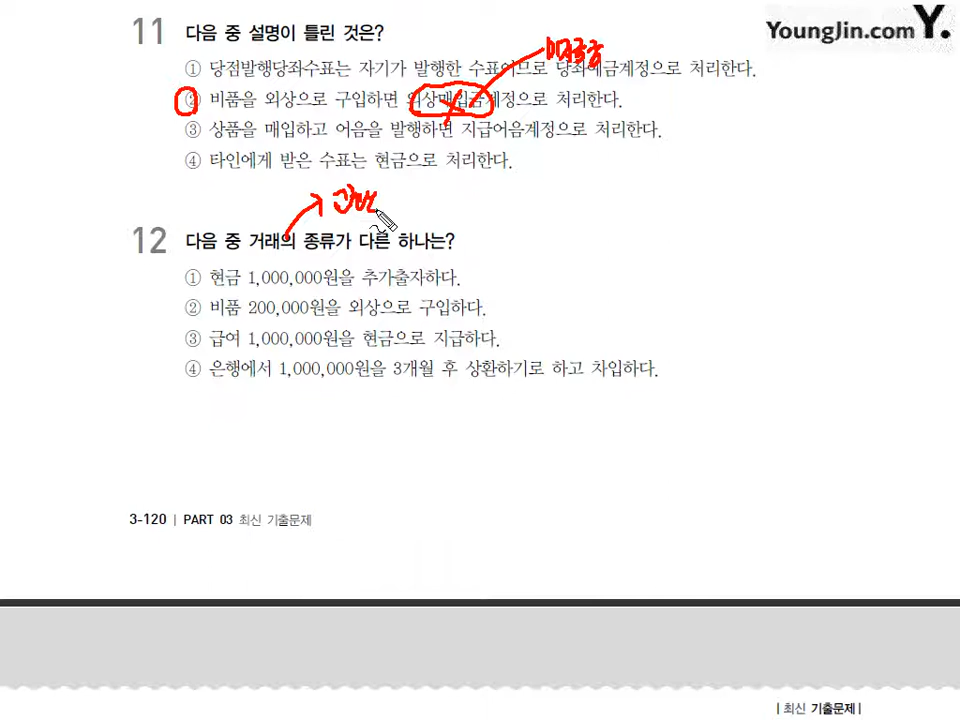 YoungJin.com Y.
11 다음 중 설명이 틀린 것은?
① 당점발행당좌수표는 자기가 발행한 수표이므로 당좌예금계정으로 처리한다.
② 비품을 외상으로 구입하면 외상매입금계정으로 처리한다.
③ 상품을 매입하고 어음을 발행하면 지급어음계정으로 처리한다.
④ 타인에게 받은 수표는 현금으로 처리한다.
12 다음 중 거래의 종류가 다른 하나는?
① 현금 1,000,000원을 추가출자하다.
② 비품 200,000원을 외상으로 구입하다.
③ 급여 1,000,000원을 현금으로 지급하다.
④ 은행에서 1,000,000원을 3개월 후 상환하기로 하고 차입하다.
3-120 | PART 03 최신 기출문제
| 최신 기출문제 |